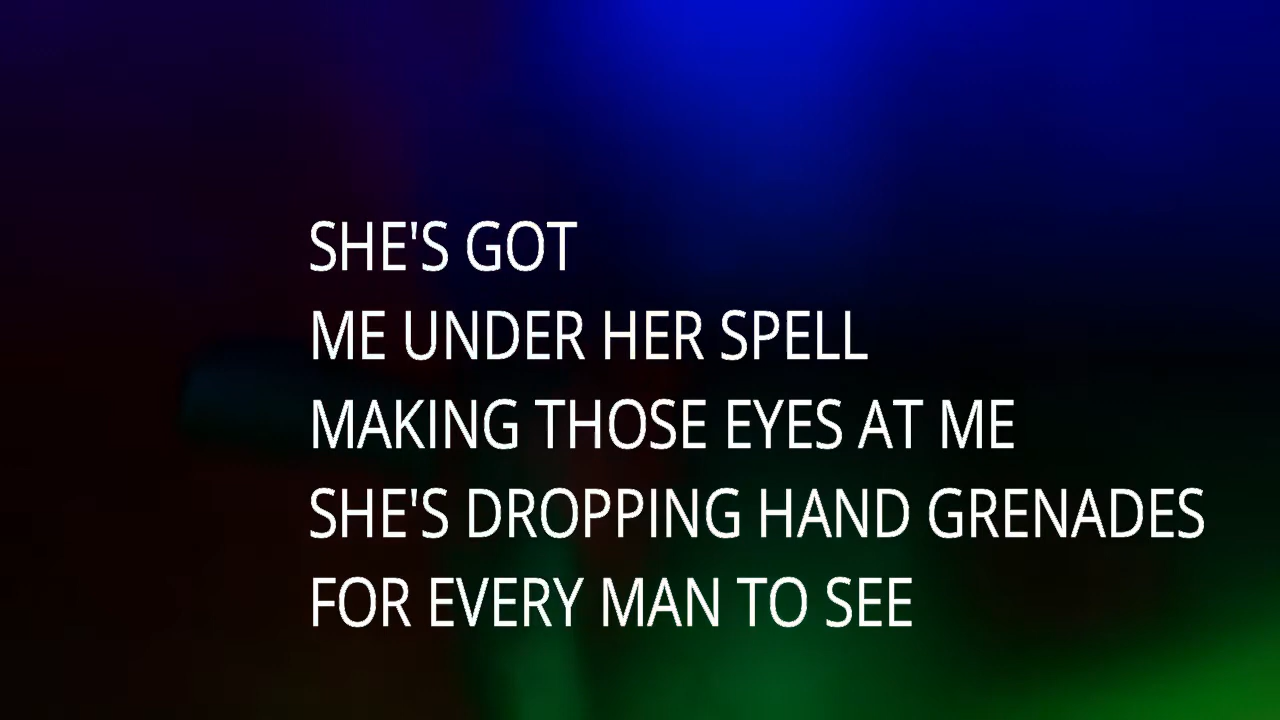 SHE'S GOT
ME UNDER HER SPELL
MAKING THOSE EYES AT ME
SHE'S DROPPING HAND GRENADES
FOR EVERY MAN TO SEE